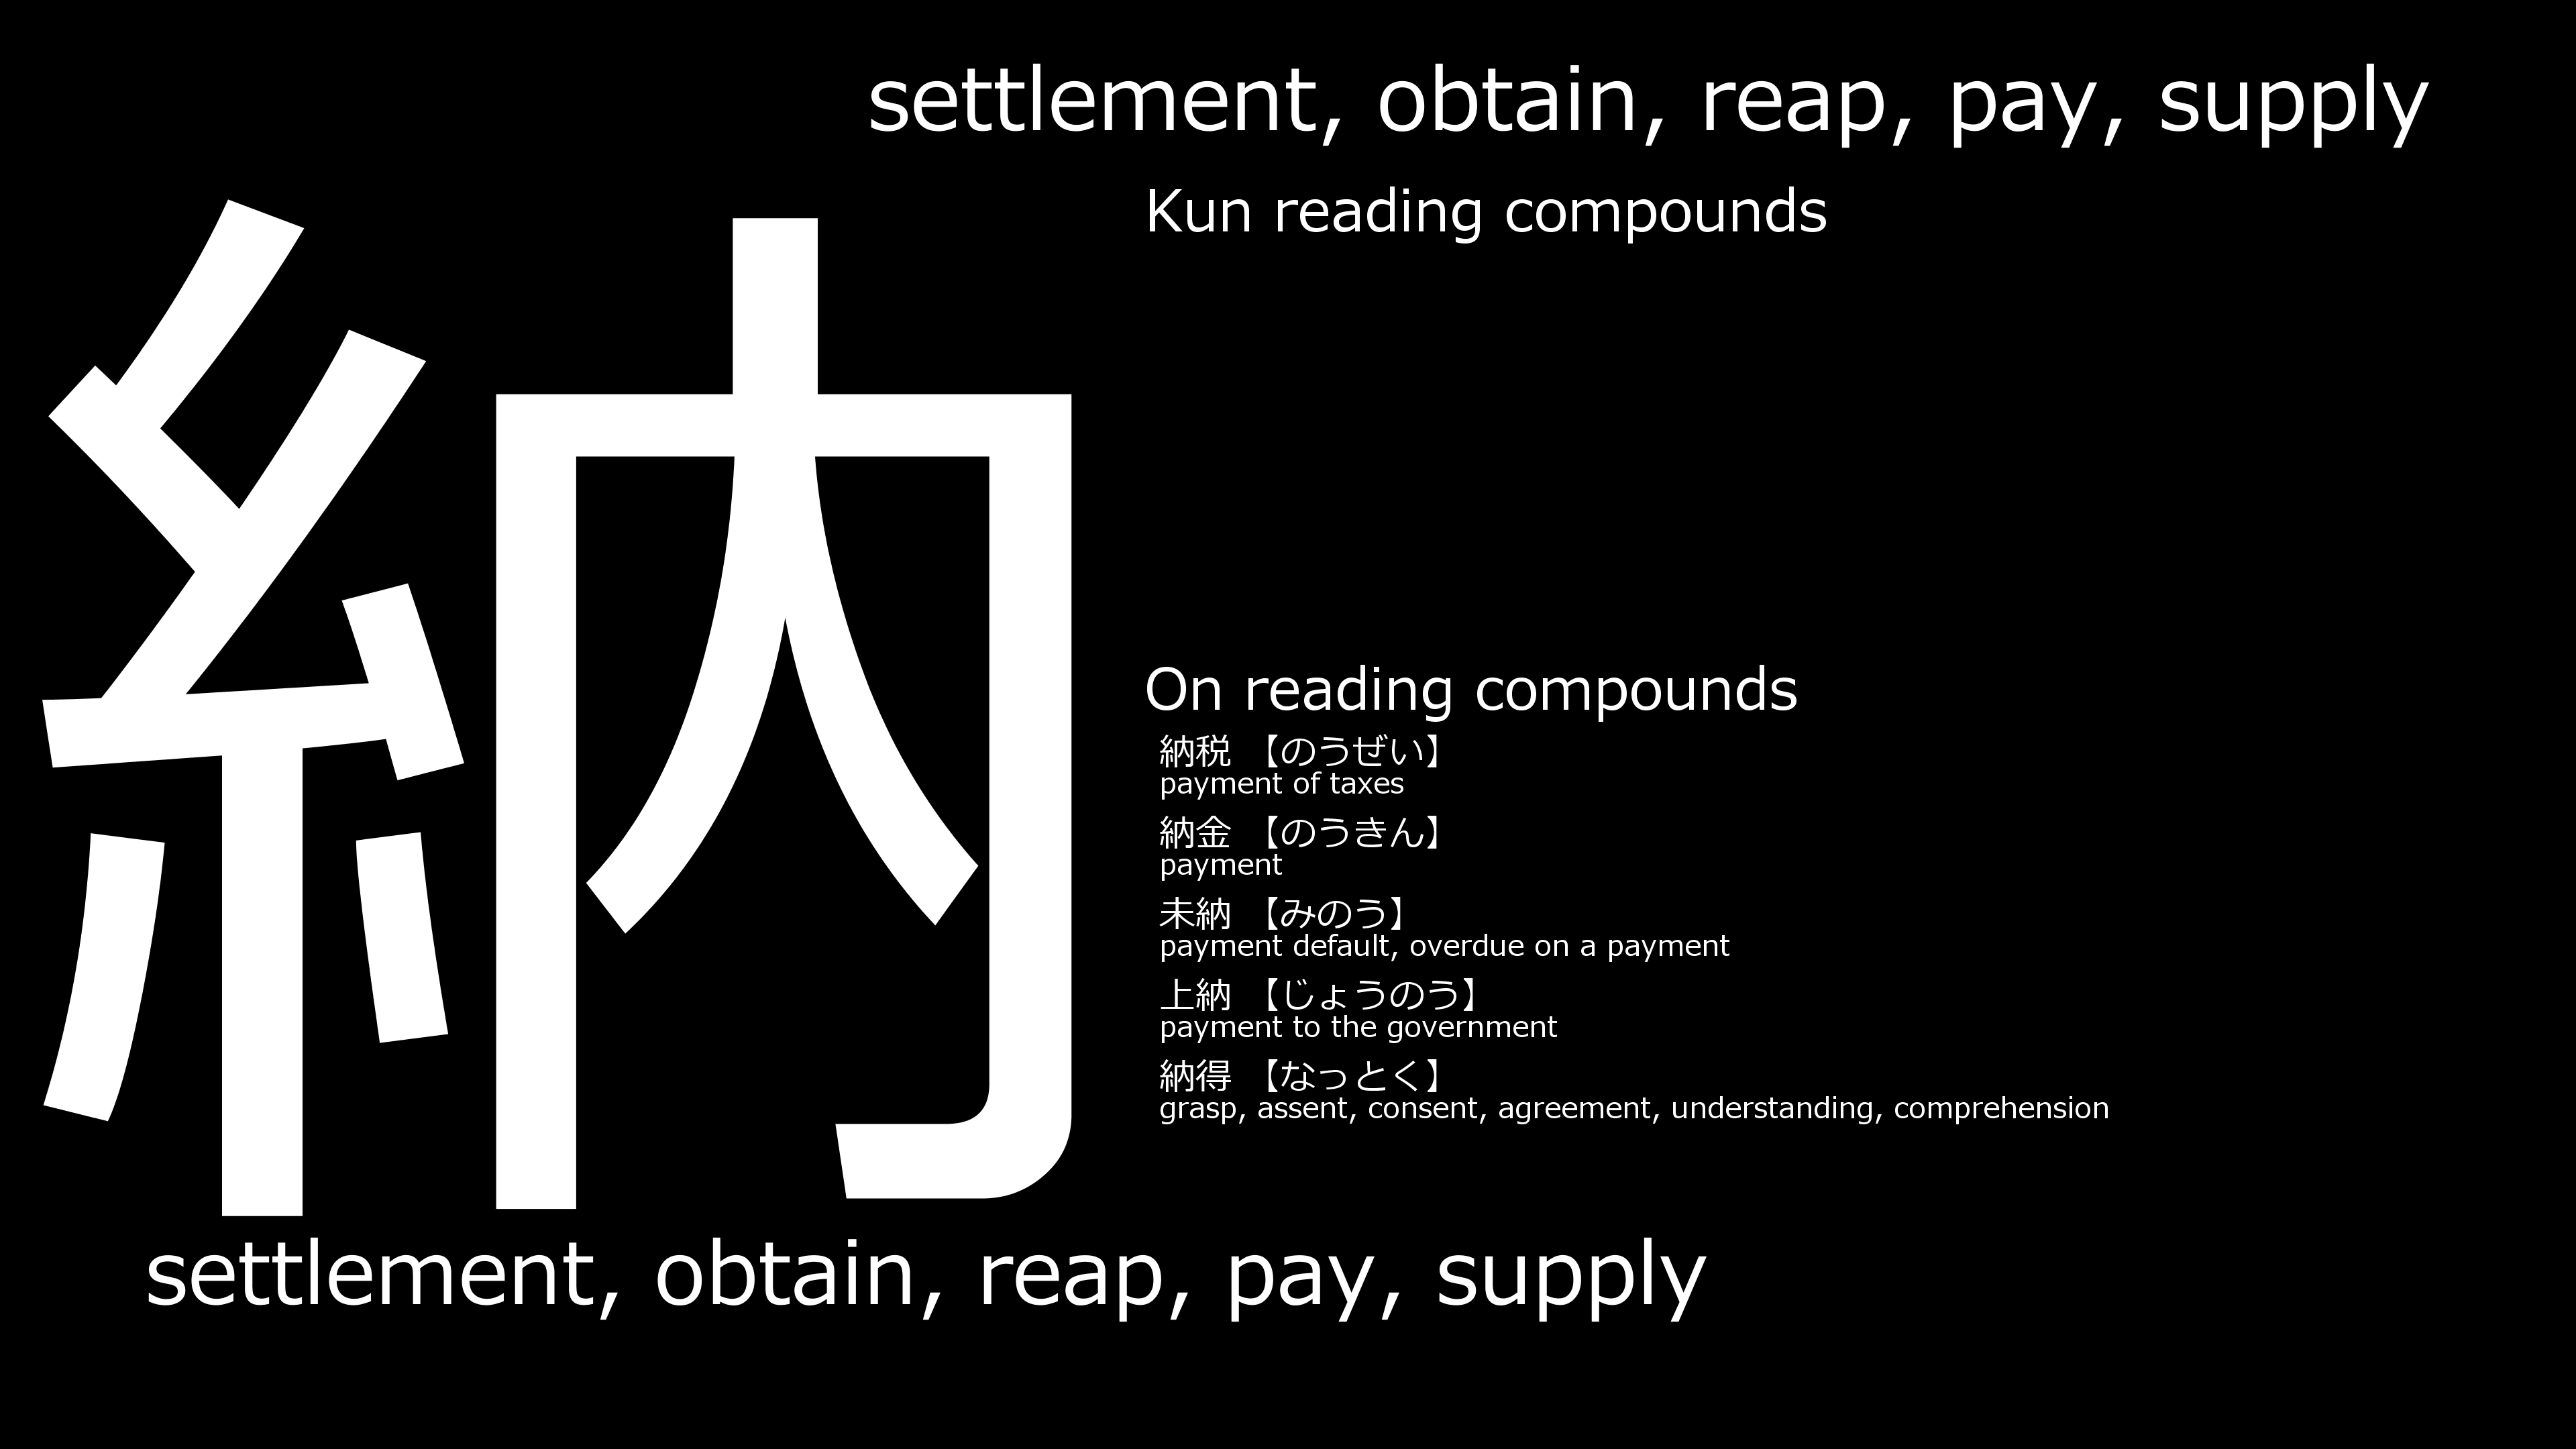 settlement, obtain, reap, pay, supply
納
Kun reading compounds
On reading compounds
納税 【のうぜい】
payment of taxes
納金 【のうきん】
payment
未納 【みのう】
payment default, overdue on a payment
上納 【じょうのう】
payment to the government
納得 【なっとく】
grasp, assent, consent, agreement, understanding, comprehension
settlement, obtain, reap, pay, supply